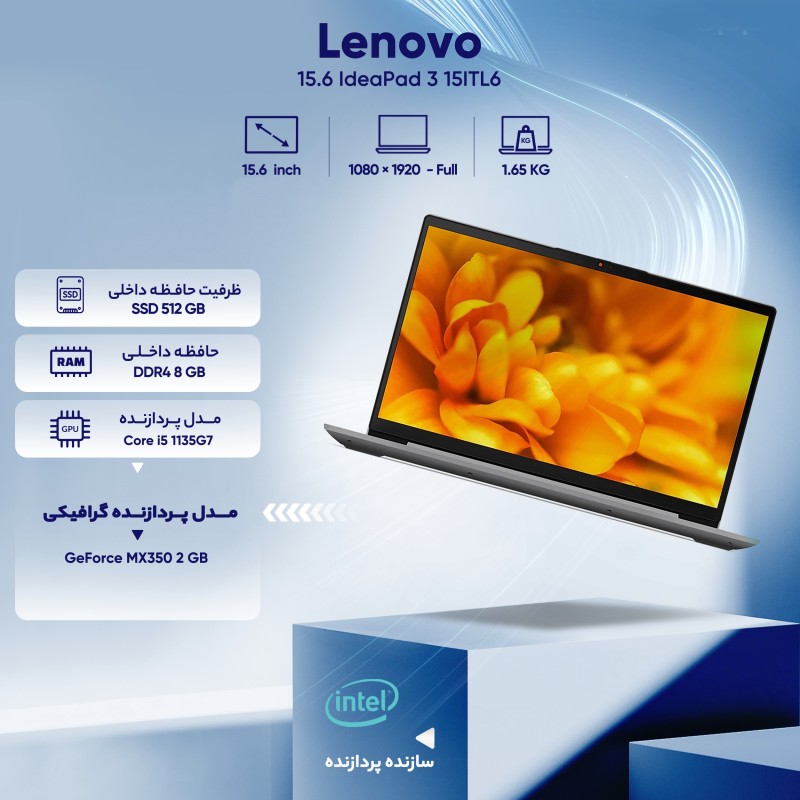 Lenovo
15.6 IdeaPad 3 15ITL6
15.6 inch
1080 × 1920 - Full
KG
1.65 KG
ظرفیت حافظه داخلی
SSD
SSD 512 GB
حافظه داخلی
RAM
DDR4 8 GB
مدل پردازنده
GPU
Core i5 1135G7
مدل پردازنده گرافیکی
GeForce MX350 2 GB
intel
سازنده پردازنده